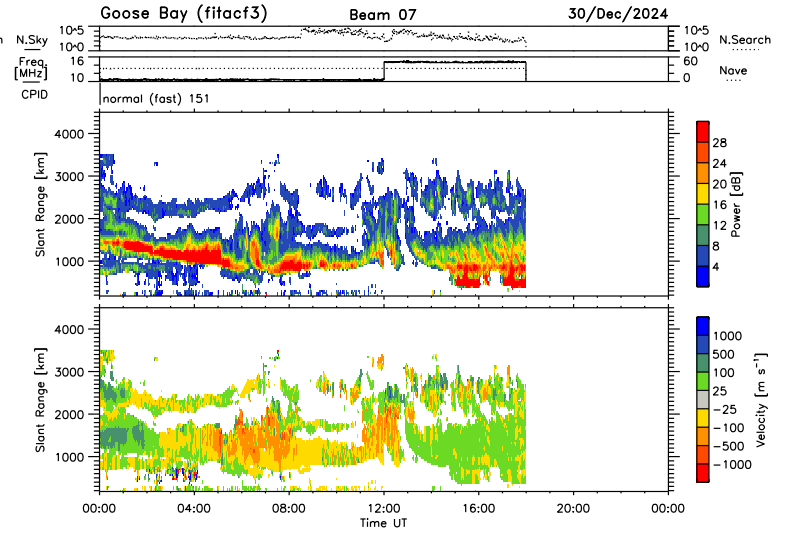 Goose Bay (fitacf3) Beam 07 30/Dec/2024
N.Sky 10^5 10^0 10^5 10^0 N.Search
Freq. [MHz] 16 10 60 0 Nave
CPID normal (fast) 151
Slant Range [km] 4000 3000 2000 1000
28 24 20 16 12 8 4 Power [dB]
Slant Range [km] 4000 3000 2000 1000
1000 500 100 25 −25 −100 −500 −1000 Velocity [m s⁻¹]
00:00 04:00 08:00 12:00 16:00 20:00 00:00
Time UT